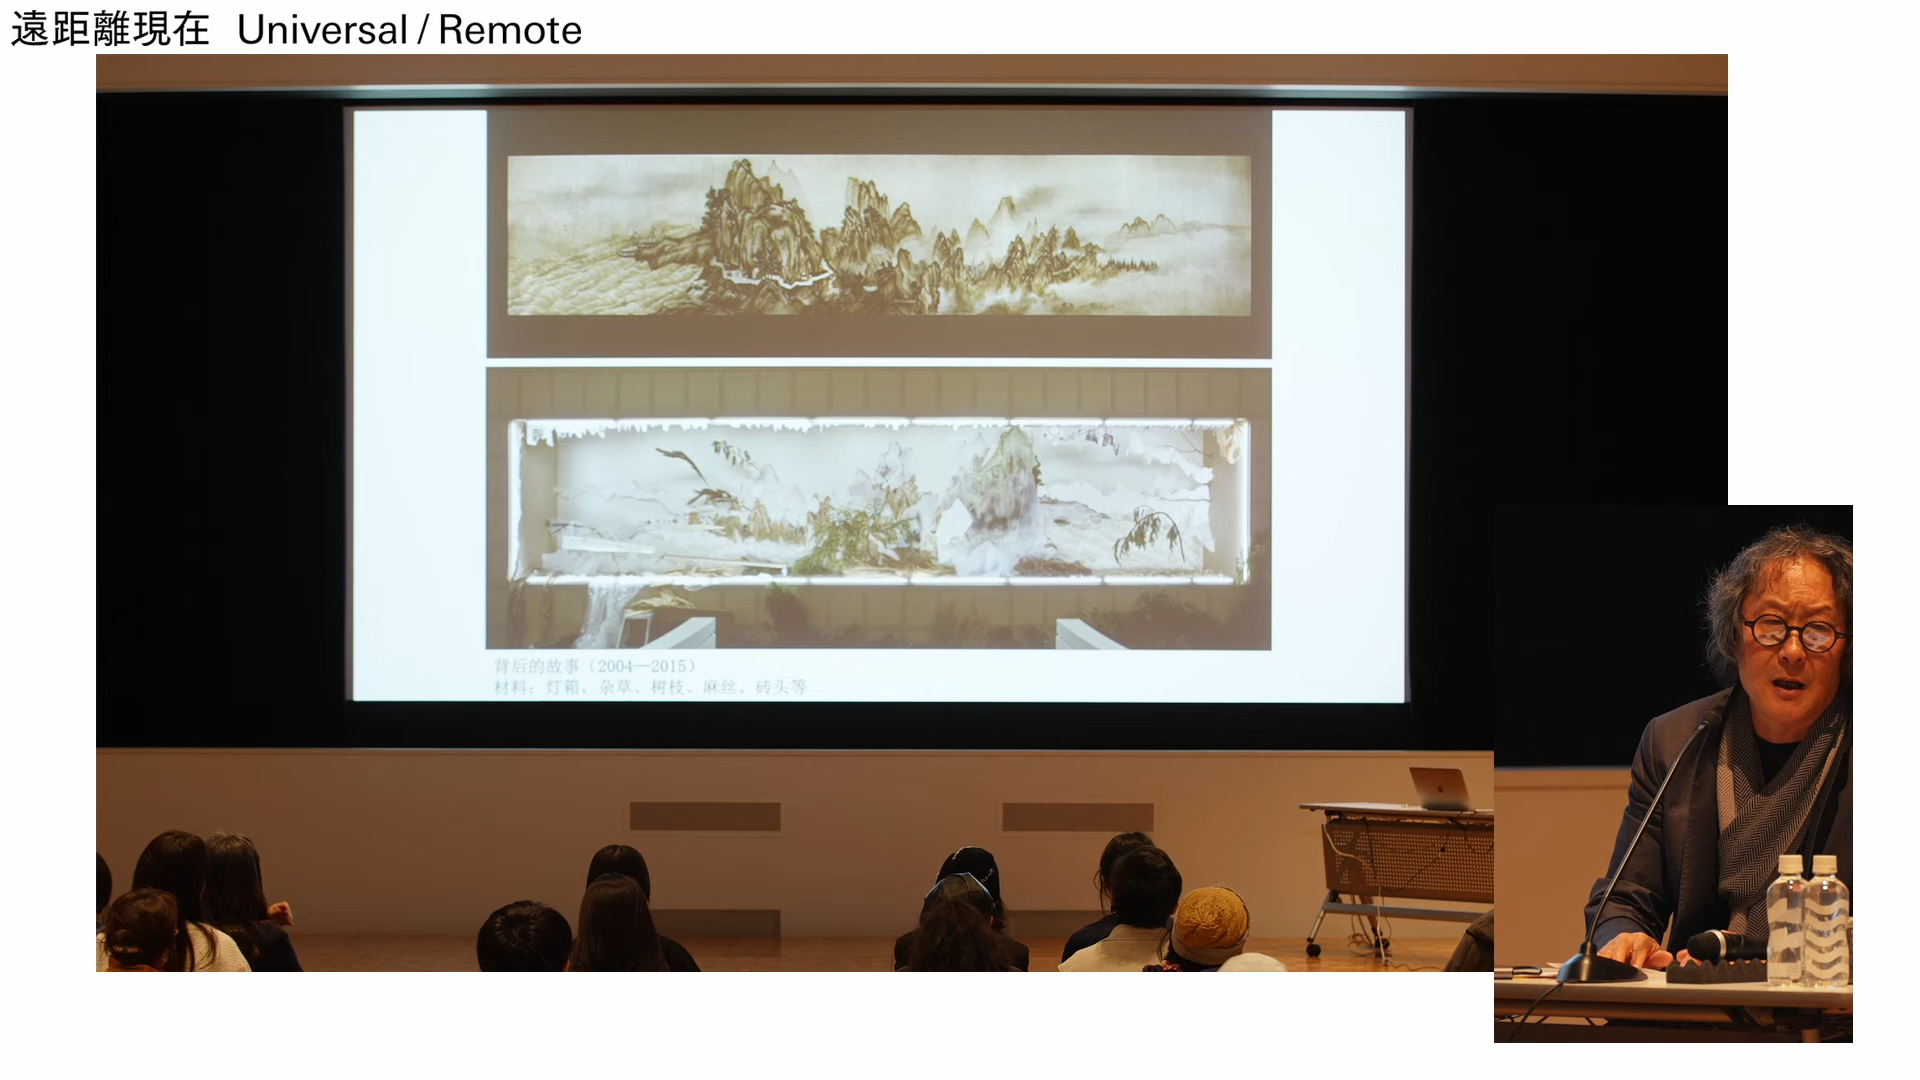 遠距離現在 Universal / Remote
背后的故事（2004—2015）
材料：灯箱，杂草、树枝、麻丝、砖头等